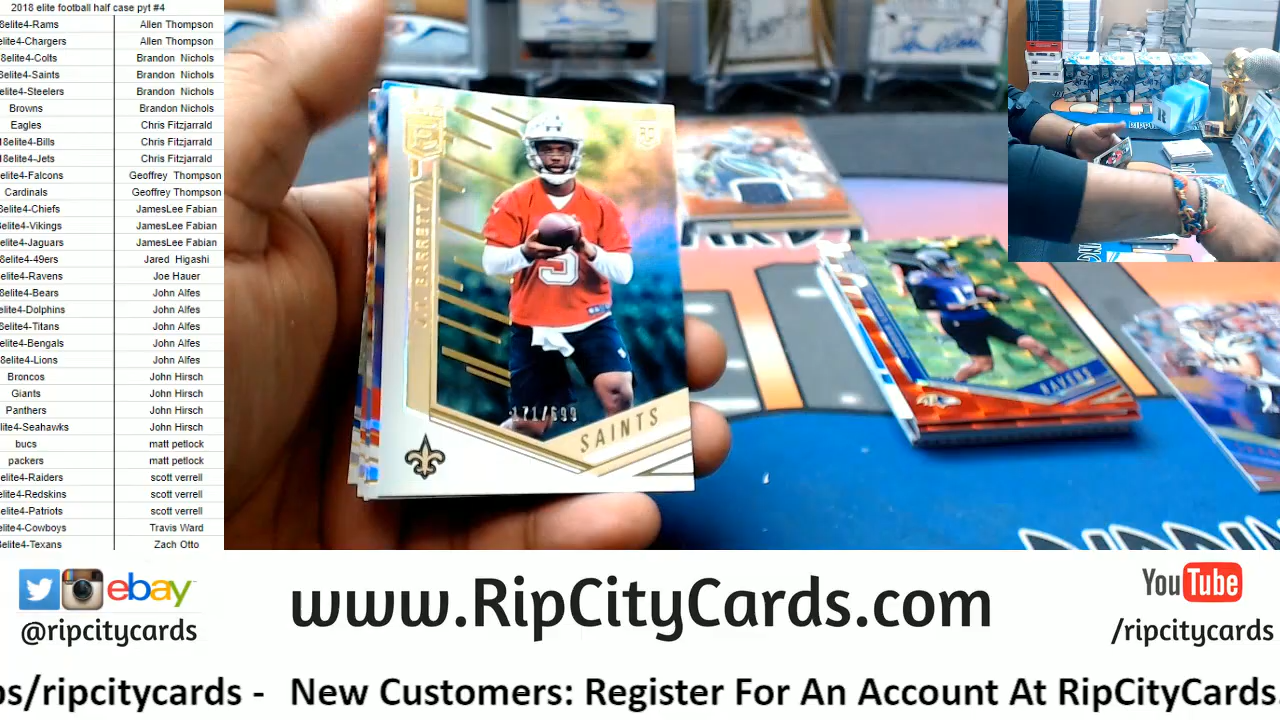 2018 elite football half case pyt #4
8elite4-Rams Allen Thompson
elite4-Chargers Allen Thompson
8elite4-Colts Brandon Nichols
8elite4-Saints Brandon Nichols
elite4-Steelers Brandon Nichols
Browns Brandon Nichols
Eagles Chris Fitzjarrald
18elite4-Bills Chris Fitzjarrald
18elite4-Jets Chris Fitzjarrald
8elite4-Falcons Geoffrey Thompson
Cardinals Geoffrey Thompson
8elite4-Chiefs JamesLee Fabian
elite4-Vikings JamesLee Fabian
elite4-Jaguars JamesLee Fabian
8elite4-49ers Jared Higashi
elite4-Ravens Joe Hauer
8elite4-Bears John Alfes
elite4-Dolphins John Alfes
8elite4-Titans John Alfes
elite4-Bengals John Alfes
8elite4-Lions John Alfes
Broncos John Hirsch
Giants John Hirsch
Panthers John Hirsch
lite4-Seahawks John Hirsch
bucs matt petlock
packers matt petlock
elite4-Raiders scott verrell
elite4-Redskins scott verrell
elite4-Patriots scott verrell
elite4-Cowboys Travis Ward
8elite4-Texans Zach Otto
J.T. BARRETT IV
5
171/699
SAINTS
RAVENS
ebay
@ripcitycards
www.RipCityCards.com
YouTube
/ripcitycards
os/ripcitycards - New Customers: Register For An Account At RipCityCards.